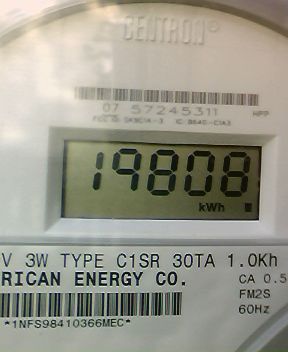 CENTRON®
07 57245311 HPP
19808
kWh
V 3W TYPE C1SR 30TA 1.0Kh
RICAN ENERGY CO.
CA 0.5
FM2S
60Hz
*1NFS98410366MEC*